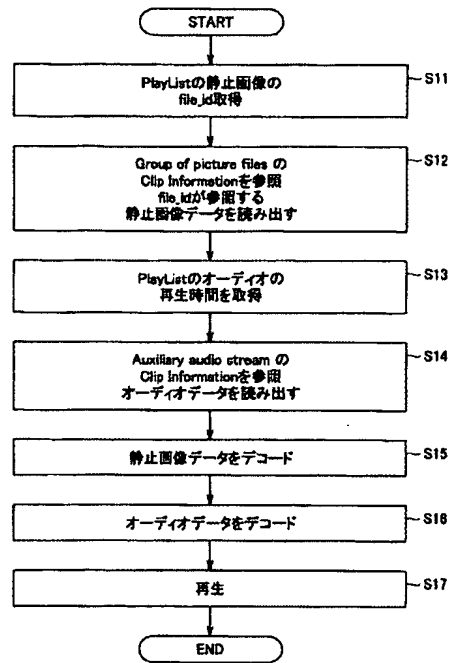 START
PlayListの静止画像の
file_id取得
S11
Group of picture files の
Clip Informationを参照
file_idが参照する
静止画像データを読み出す
S12
PlayListのオーディオの
再生時間を取得
S13
Auxiliary audio stream の
Clip Informationを参照
オーディオデータを読み出す
S14
静止画像データをデコード
S15
オーディオデータをデコード
S16
再生
S17
END